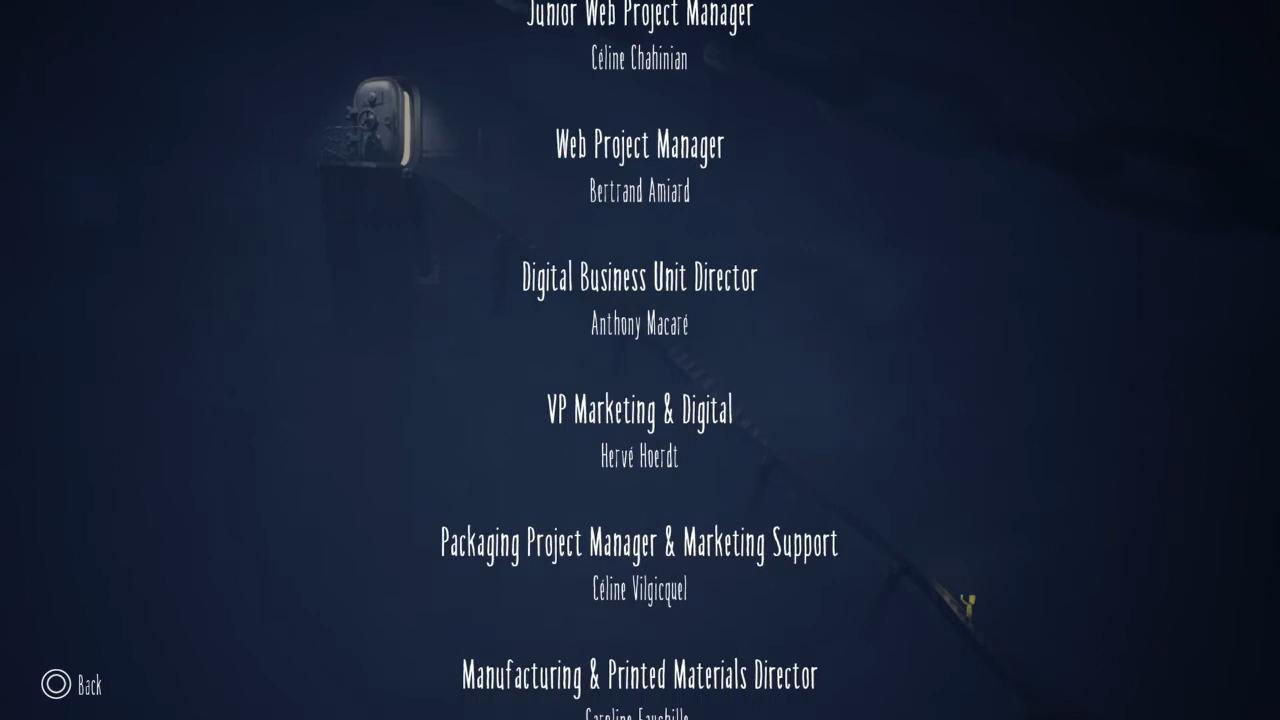 Junior Web Project Manager
Céline Chahinian
Web Project Manager
Bertrand Amiard
Digital Business Unit Director
Anthony Macaré
VP Marketing & Digital
Hervé Hoerdt
Packaging Project Manager & Marketing Support
Céline Vilgicquel
Manufacturing & Printed Materials Director
Caroline
Back